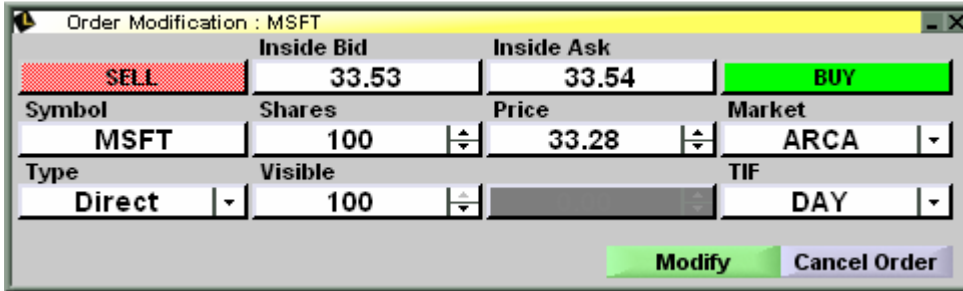 Order Modification : MSFT
Inside Bid Inside Ask
SELL 33.53 33.54 BUY
Symbol Shares Price Market
MSFT 100 33.28 ARCA
Type Visible TIF
Direct 100 DAY
Modify Cancel Order